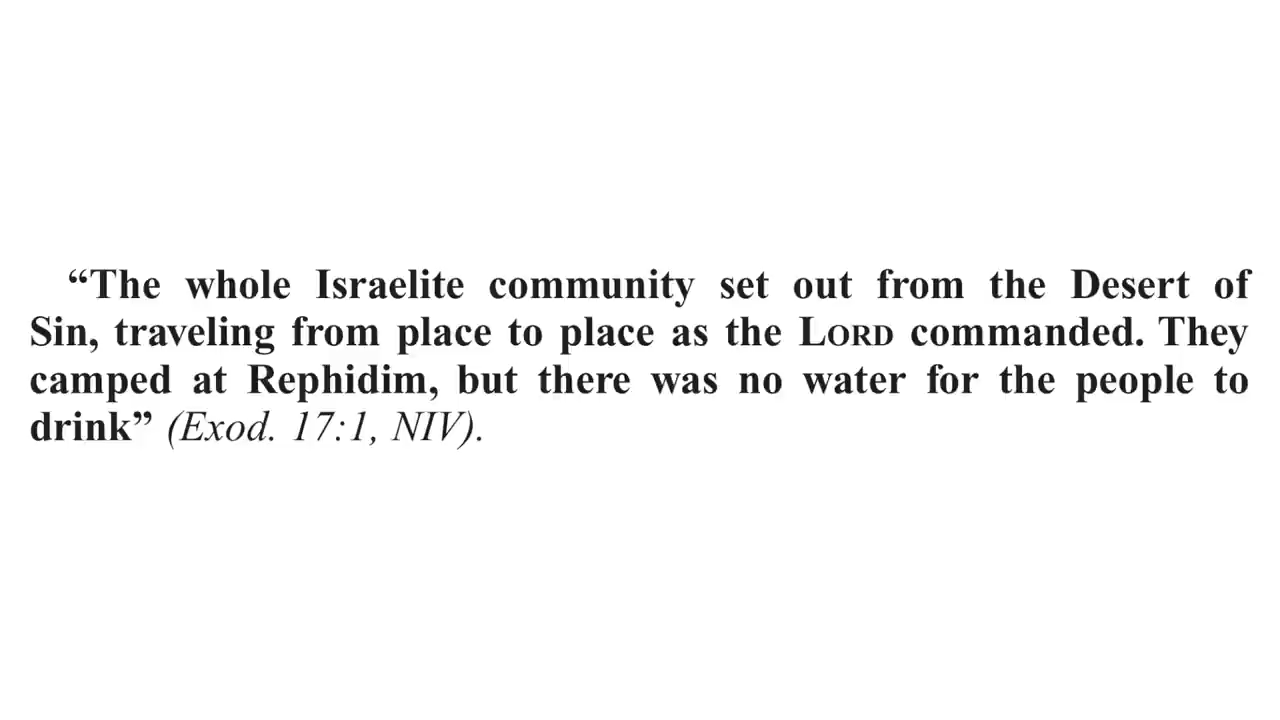 “The whole Israelite community set out from the Desert of
Sin, traveling from place to place as the LORD commanded. They
camped at Rephidim, but there was no water for the people to
drink” (Exod. 17:1, NIV).